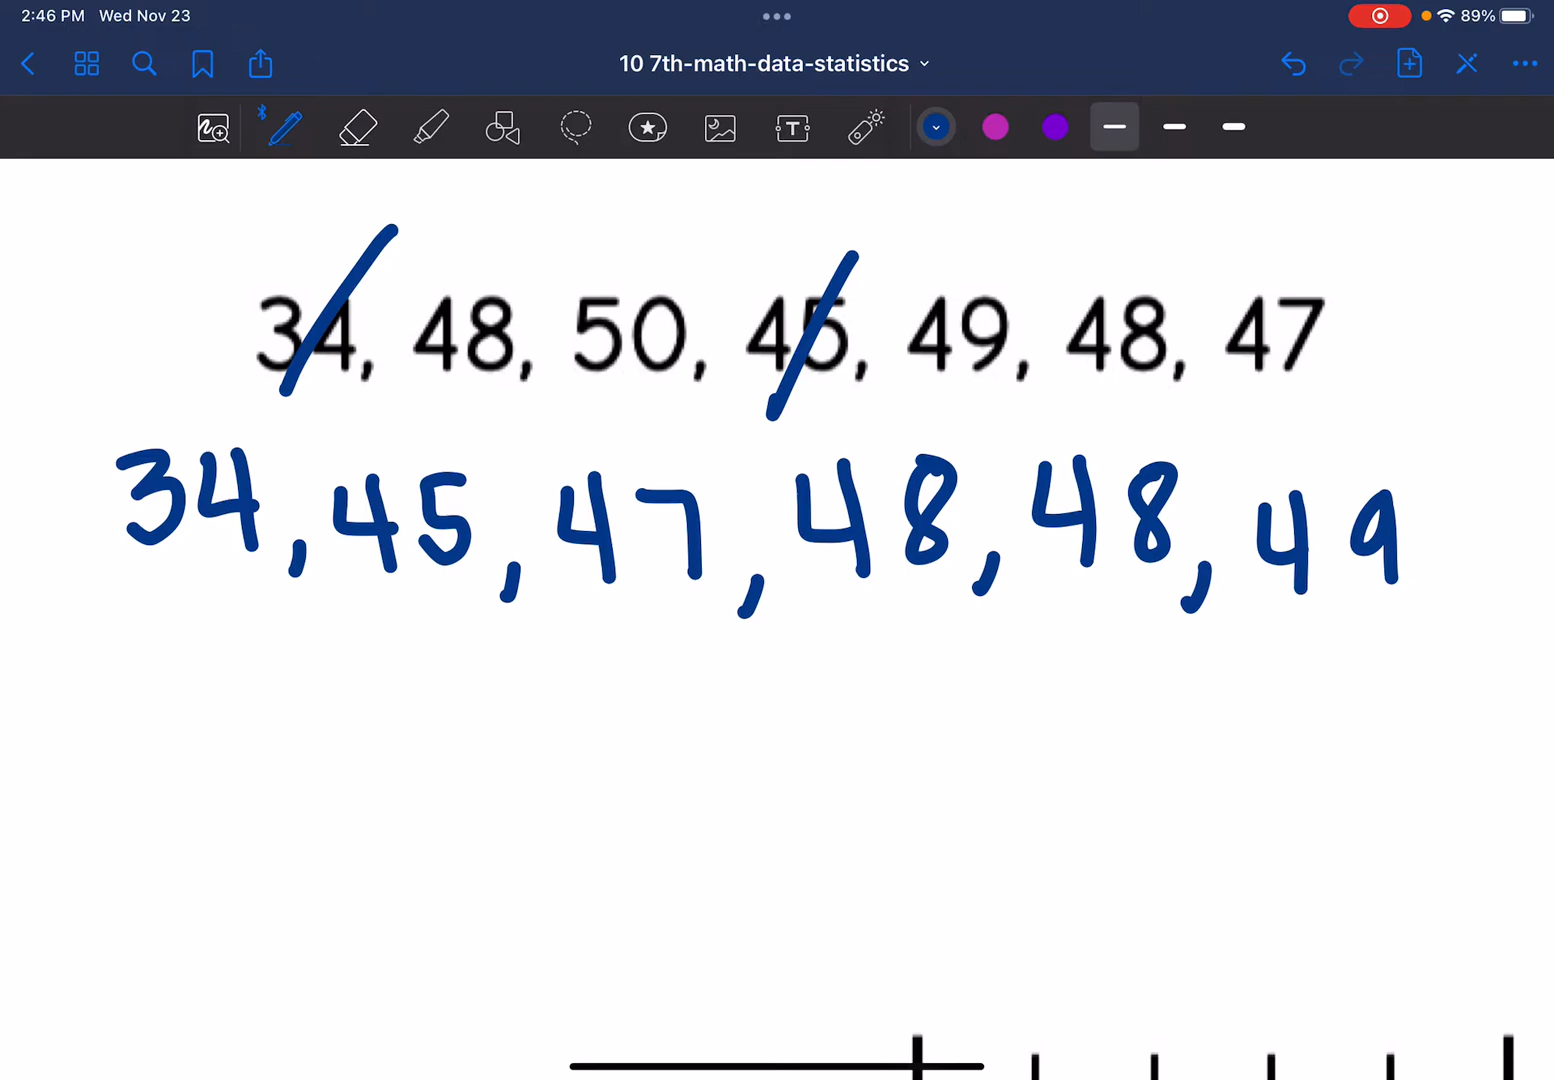 2:46 PM Wed Nov 23
89%
10 7th-math-data-statistics
T
34, 48, 50, 45, 49, 48, 47
34, 45, 47, 48, 48, 49